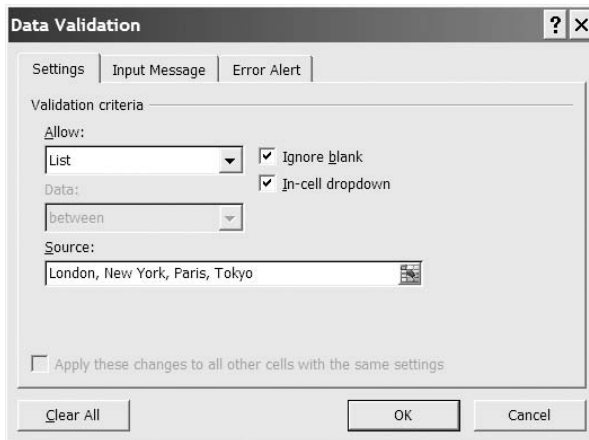 Data Validation
Settings Input Message Error Alert
Validation criteria
Allow:
List
Ignore blank
In-cell dropdown
Data:
between
Source:
London, New York, Paris, Tokyo
Apply these changes to all other cells with the same settings
Clear All OK Cancel